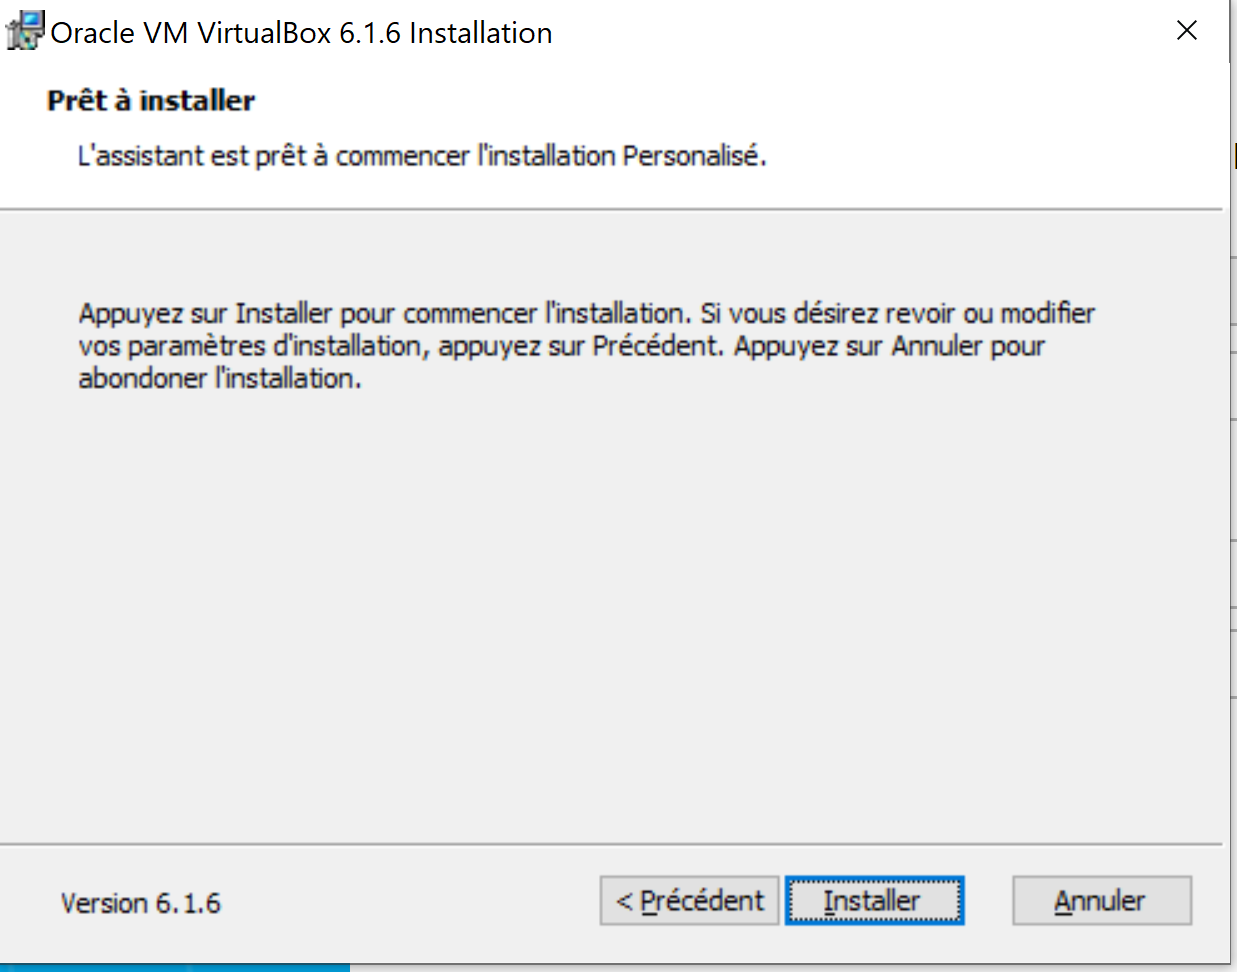 Oracle VM VirtualBox 6.1.6 Installation
Prêt à installer
L'assistant est prêt à commencer l'installation Personalisé.
Appuyez sur Installer pour commencer l'installation. Si vous désirez revoir ou modifier
vos paramètres d'installation, appuyez sur Précédent. Appuyez sur Annuler pour
abondoner l'installation.
Version 6.1.6
< Précédent
Installer
Annuler